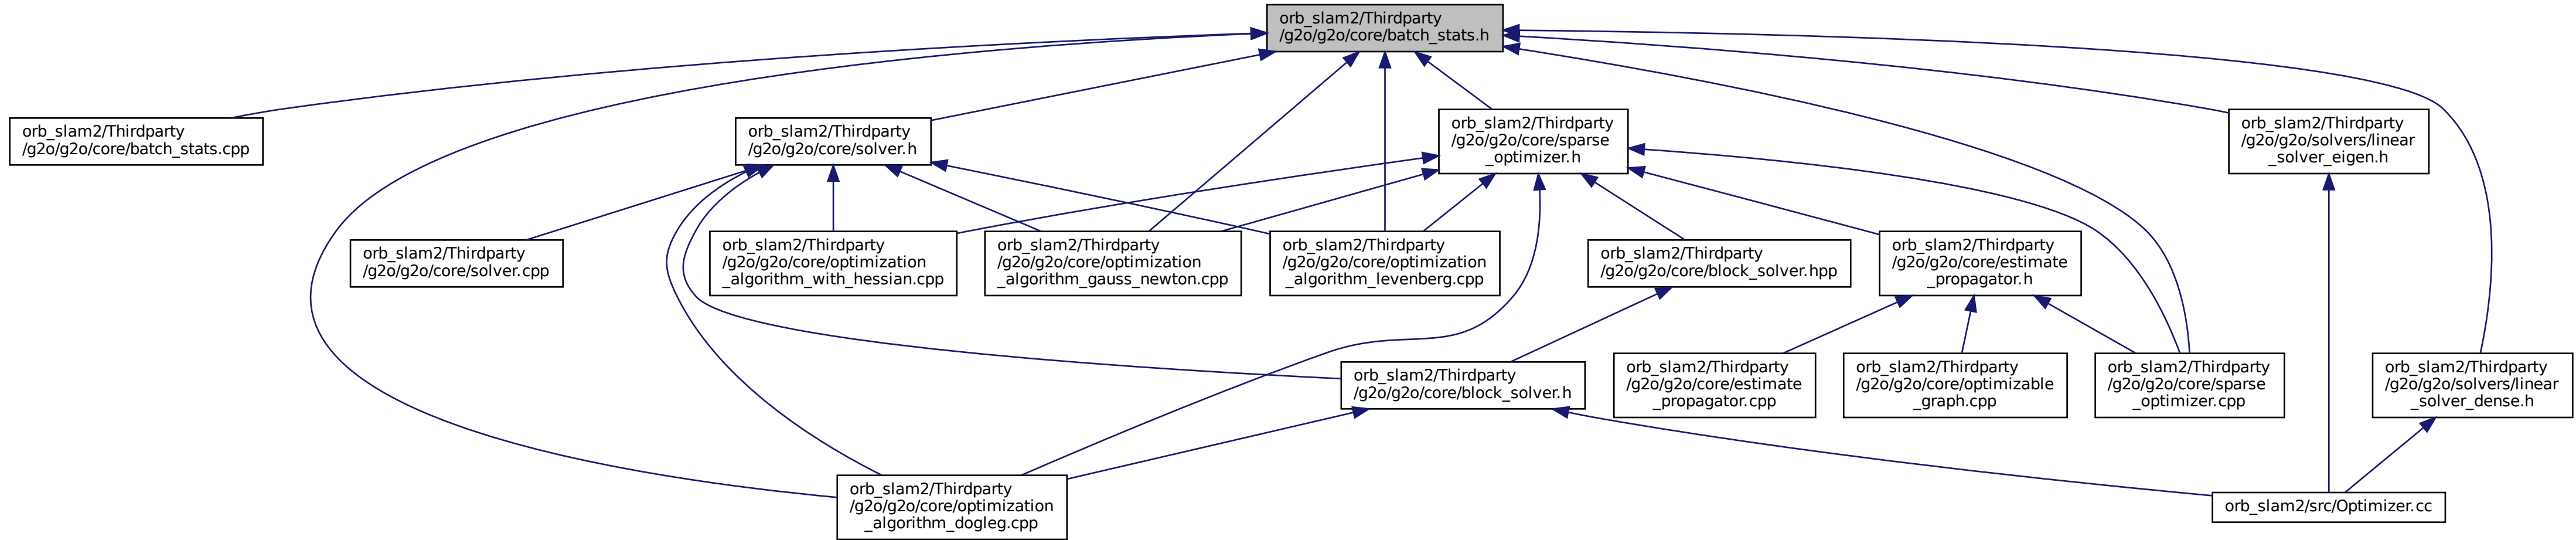 orb_slam2/Thirdparty
/g2o/g2o/core/batch_stats.h
orb_slam2/Thirdparty
/g2o/g2o/core/batch_stats.cpp
orb_slam2/Thirdparty
/g2o/g2o/core/solver.h
orb_slam2/Thirdparty
/g2o/g2o/core/sparse
_optimizer.h
orb_slam2/Thirdparty
/g2o/g2o/solvers/linear
_solver_eigen.h
orb_slam2/Thirdparty
/g2o/g2o/core/solver.cpp
orb_slam2/Thirdparty
/g2o/g2o/core/optimization
_algorithm_with_hessian.cpp
orb_slam2/Thirdparty
/g2o/g2o/core/optimization
_algorithm_gauss_newton.cpp
orb_slam2/Thirdparty
/g2o/g2o/core/optimization
_algorithm_levenberg.cpp
orb_slam2/Thirdparty
/g2o/g2o/core/block_solver.hpp
orb_slam2/Thirdparty
/g2o/g2o/core/estimate
_propagator.h
orb_slam2/Thirdparty
/g2o/g2o/core/block_solver.h
orb_slam2/Thirdparty
/g2o/g2o/core/estimate
_propagator.cpp
orb_slam2/Thirdparty
/g2o/g2o/core/optimizable
_graph.cpp
orb_slam2/Thirdparty
/g2o/g2o/core/sparse
_optimizer.cpp
orb_slam2/Thirdparty
/g2o/g2o/solvers/linear
_solver_dense.h
orb_slam2/Thirdparty
/g2o/g2o/core/optimization
_algorithm_dogleg.cpp
orb_slam2/src/Optimizer.cc